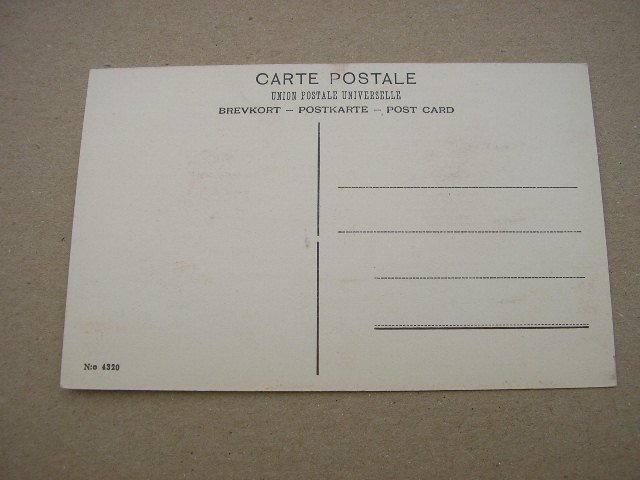 CARTE POSTALE
UNION POSTALE UNIVERSELLE
BREVKORT — POSTKARTE — POST CARD
N:o 4320